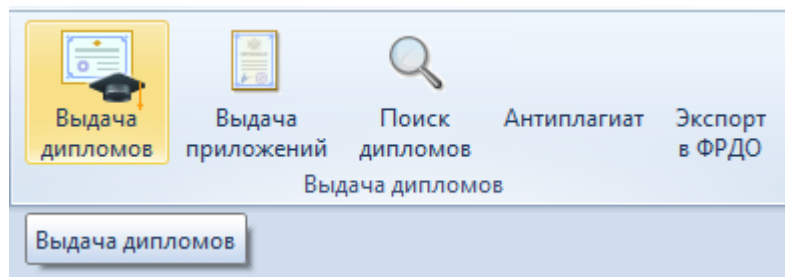 Выдача дипломов
Выдача приложений
Поиск дипломов
Антиплагиат
Экспорт в ФРДО
Выдача дипломов
Выдача дипломов